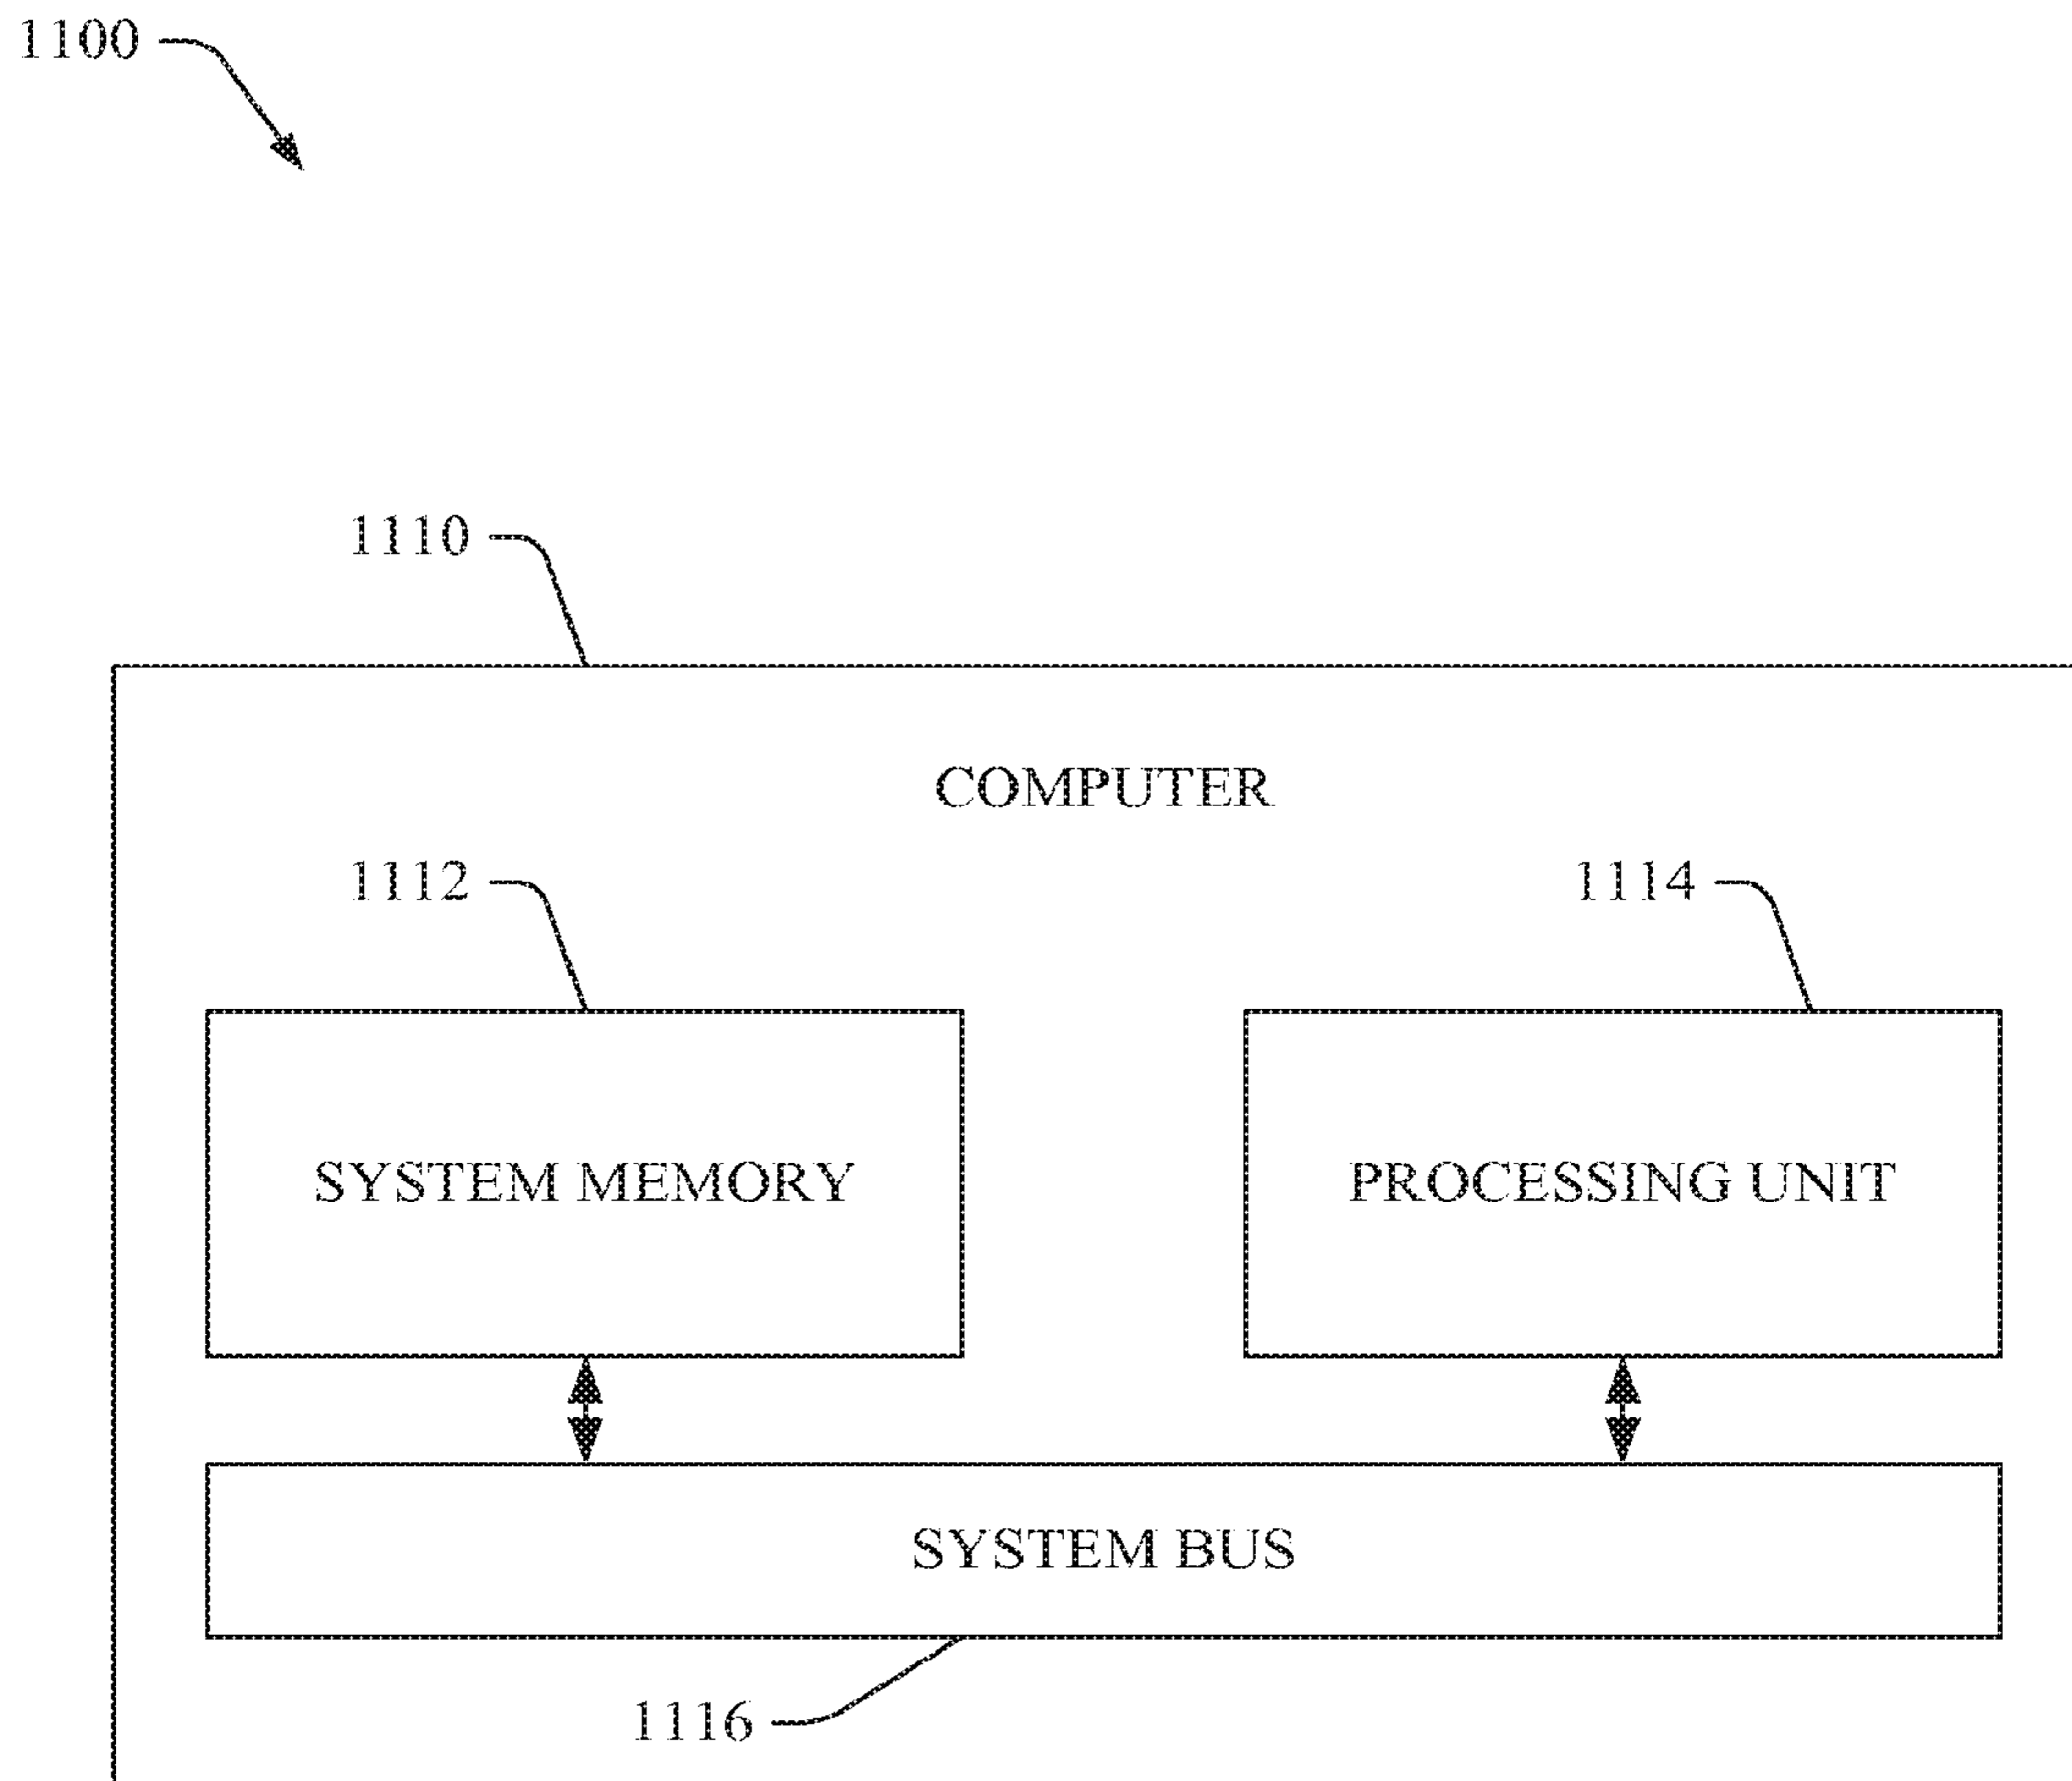 1100
1110
COMPUTER
1112
1114
SYSTEM MEMORY
PROCESSING UNIT
SYSTEM BUS
1116